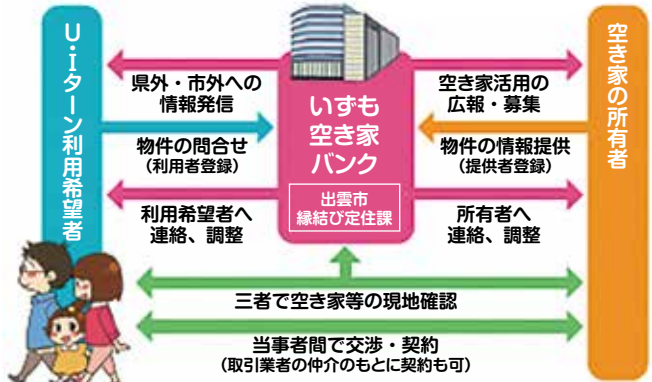 U・Iターン利用希望者
県外・市外への
情報発信
物件の問合せ
(利用者登録)
利用希望者へ
連絡、調整
いずも
空き家
バンク
出雲市
縁結び定住課
空き家活用の
広報・募集
物件の情報提供
(提供者登録)
所有者へ
連絡、調整
空き家の所有者
三者で空き家等の現地確認
当事者間で交渉・契約
(取引業者の仲介のもとに契約も可)